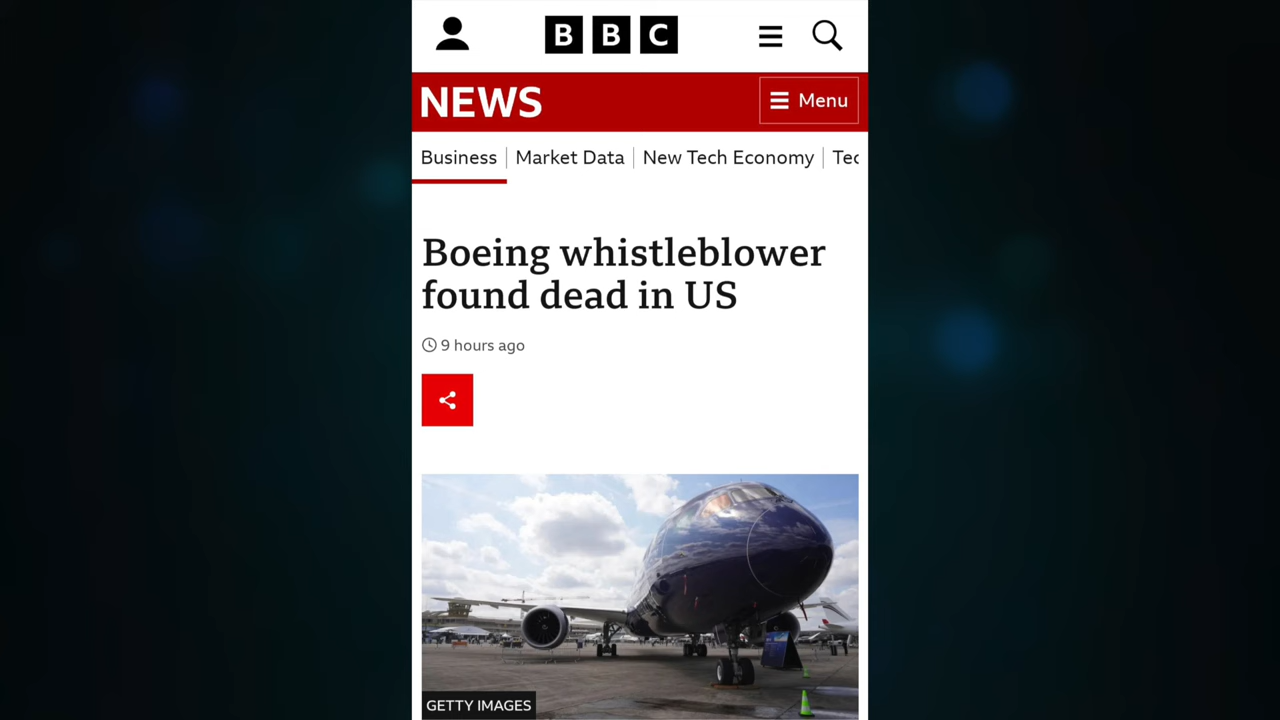 BBC
NEWS
Menu
Business
Market Data
New Tech Economy
Tec
Boeing whistleblower
found dead in US
9 hours ago
GETTY IMAGES